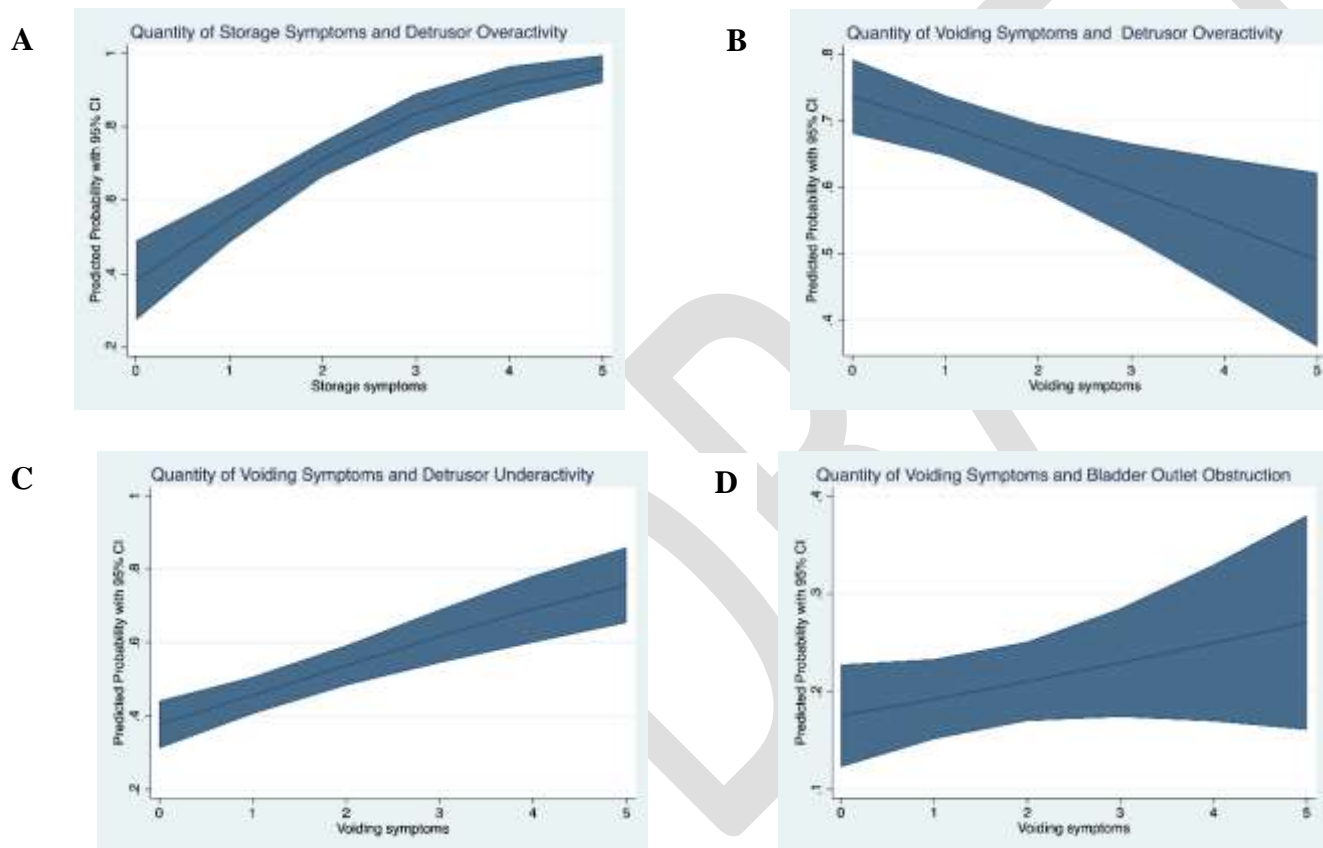 A
Quantity of Storage Symptoms and Detrusor Overactivity
Predicted Probability with 95% CI
1
.8
.6
.4
.2
0 1 2 3 4 5
Storage symptoms
B
Quantity of Voiding Symptoms and Detrusor Overactivity
Predicted Probability with 95% CI
.8
.7
.6
.5
.4
0 1 2 3 4 5
Voiding symptoms
C
Quantity of Voiding Symptoms and Detrusor Underactivity
Predicted Probability with 95% CI
1
.8
.6
.4
.2
0 1 2 3 4 5
Voiding symptoms
D
Quantity of Voiding Symptoms and Bladder Outlet Obstruction
Predicted Probability with 95% CI
.4
.3
.2
.1
0 1 2 3 4 5
Voiding symptoms